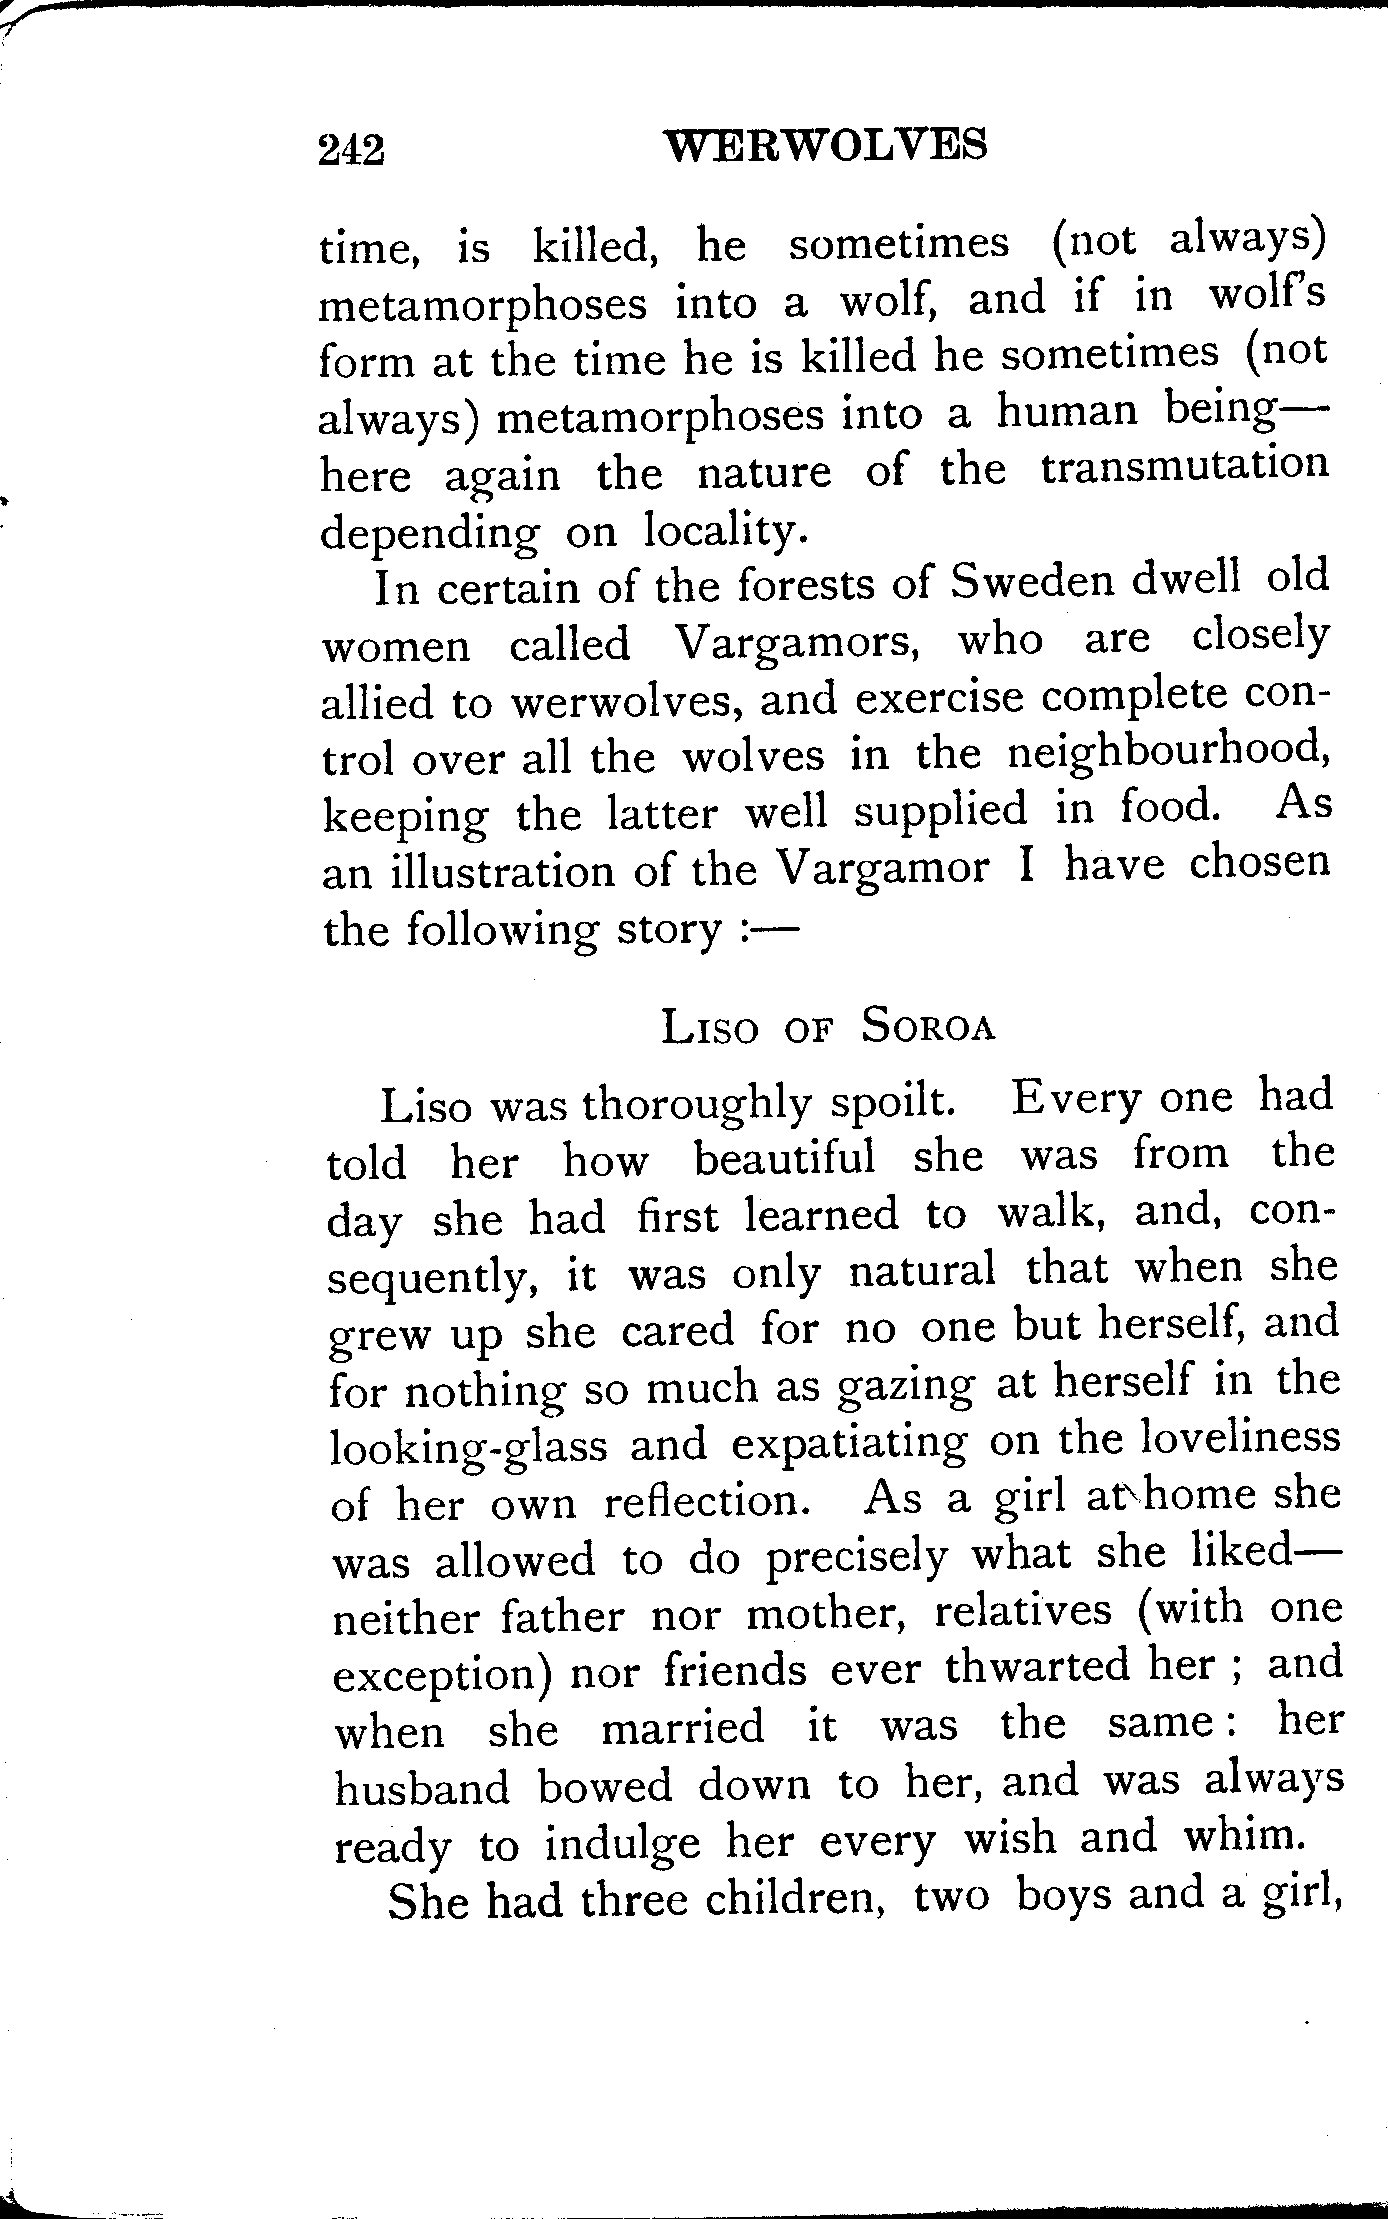 242 WERWOLVES
time, is killed, he sometimes (not always)
metamorphoses into a wolf, and if in wolf's
form at the time he is killed he sometimes (not
always) metamorphoses into a human being—
here again the nature of the transmutation
depending on locality.
In certain of the forests of Sweden dwell old
women called Vargamors, who are closely
allied to werwolves, and exercise complete con-
trol over all the wolves in the neighbourhood,
keeping the latter well supplied in food. As
an illustration of the Vargamor I have chosen
the following story :—
Liso of Soroa
Liso was thoroughly spoilt. Every one had
told her how beautiful she was from the
day she had first learned to walk, and, con-
sequently, it was only natural that when she
grew up she cared for no one but herself, and
for nothing so much as gazing at herself in the
looking-glass and expatiating on the loveliness
of her own reflection. As a girl at home she
was allowed to do precisely what she liked—
neither father nor mother, relatives (with one
exception) nor friends ever thwarted her ; and
when she married it was the same : her
husband bowed down to her, and was always
ready to indulge her every wish and whim.
She had three children, two boys and a girl,